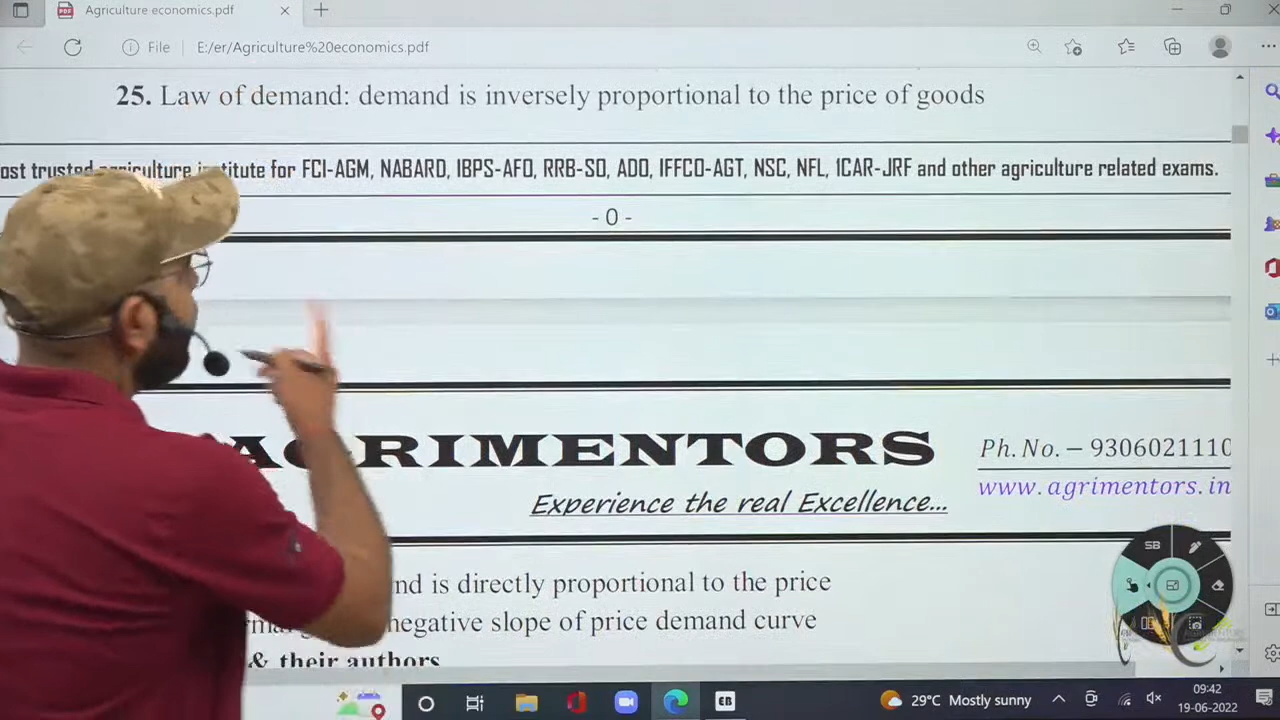 Agriculture economics.pdf
File E:/er/Agriculture%20economics.pdf
25. Law of demand: demand is inversely proportional to the price of goods
ost trusted agriculture institute for FCI-AGM, NABARD, IBPS-AFO, RRB-SO, ADO, IFFCO-AGT, NSC, NFL, ICAR-JRF and other agriculture related exams.
- 0 -
AGRIMENTORS
Ph. No. – 9306021110
Experience the real Excellence...
www.agrimentors.in
nd is directly proportional to the price
negative slope of price demand curve
& their authors
SB
EB
29°C Mostly sunny
09:42
19-06-2022